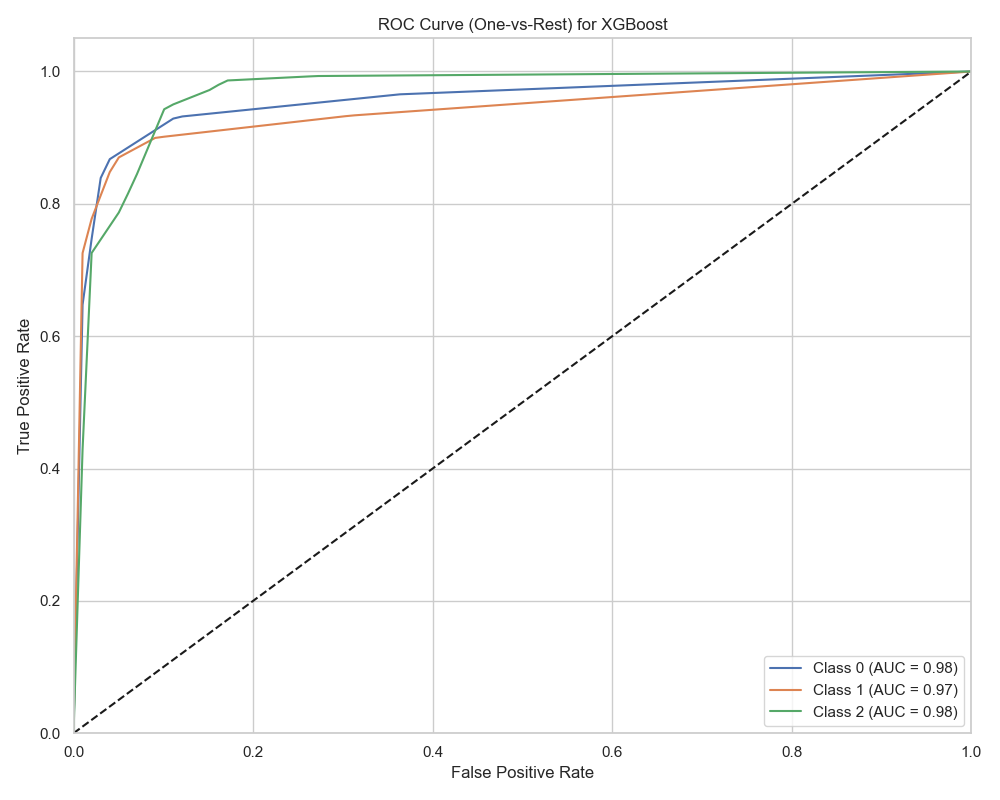 ROC Curve (One-vs-Rest) for XGBoost
True Positive Rate
1.0
0.8
0.6
0.4
0.2
0.0
0.0 0.2 0.4 0.6 0.8 1.0
False Positive Rate
Class 0 (AUC = 0.98)
Class 1 (AUC = 0.97)
Class 2 (AUC = 0.98)